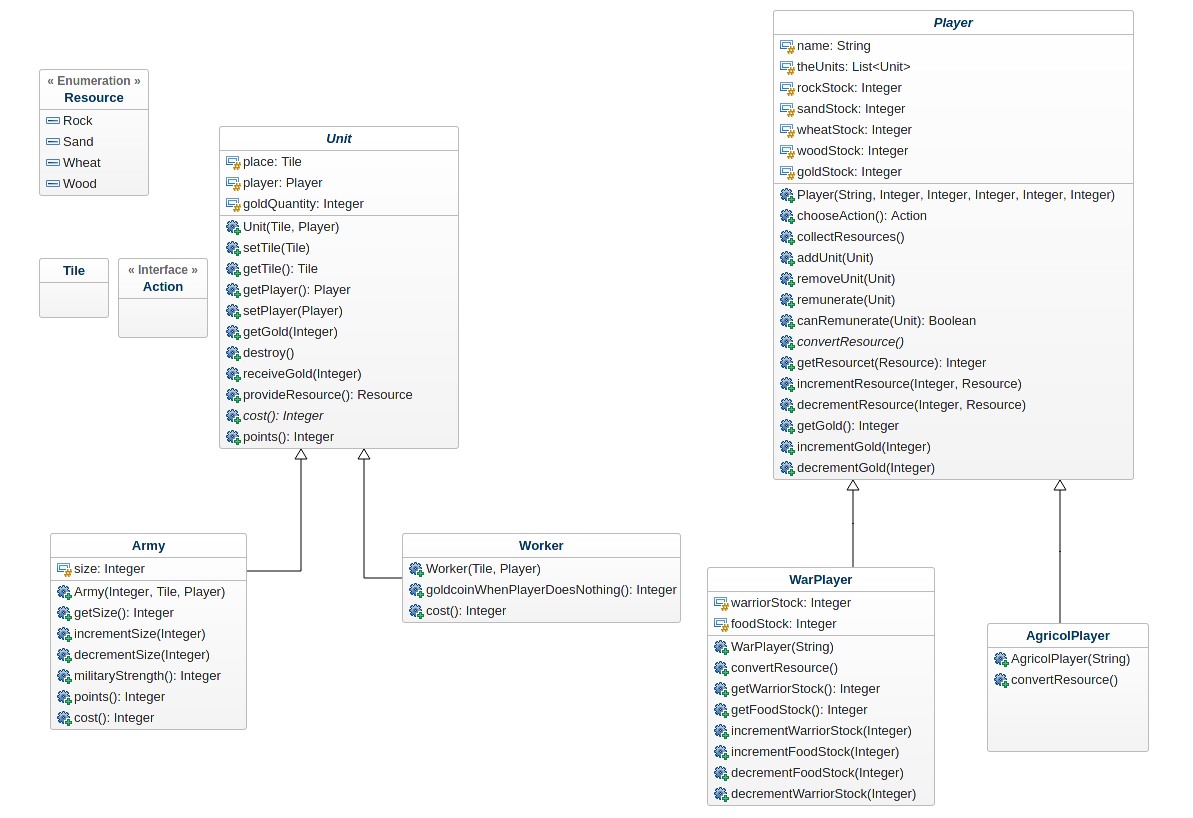 « Enumeration »
Resource
Rock
Sand
Wheat
Wood
Tile
« Interface »
Action
Unit
place: Tile
player: Player
goldQuantity: Integer
Unit(Tile, Player)
setTile(Tile)
getTile(): Tile
getPlayer(): Player
setPlayer(Player)
getGold(Integer)
destroy()
receiveGold(Integer)
provideResource(): Resource
cost(): Integer
points(): Integer
Player
name: String
theUnits: List<Unit>
rockStock: Integer
sandStock: Integer
wheatStock: Integer
woodStock: Integer
goldStock: Integer
Player(String, Integer, Integer, Integer, Integer, Integer)
chooseAction(): Action
collectResources()
addUnit(Unit)
removeUnit(Unit)
remunerate(Unit)
canRemunerate(Unit): Boolean
convertResource()
getResourcet(Resource): Integer
incrementResource(Integer, Resource)
decrementResource(Integer, Resource)
getGold(): Integer
incrementGold(Integer)
decrementGold(Integer)
Army
size: Integer
Army(Integer, Tile, Player)
getSize(): Integer
incrementSize(Integer)
decrementSize(Integer)
militaryStrength(): Integer
points(): Integer
cost(): Integer
Worker
Worker(Tile, Player)
goldcoinWhenPlayerDoesNothing(): Integer
cost(): Integer
WarPlayer
warriorStock: Integer
foodStock: Integer
WarPlayer(String)
convertResource()
getWarriorStock(): Integer
getFoodStock(): Integer
incrementWarriorStock(Integer)
incrementFoodStock(Integer)
decrementFoodStock(Integer)
decrementWarriorStock(Integer)
AgricolPlayer
AgricolPlayer(String)
convertResource()